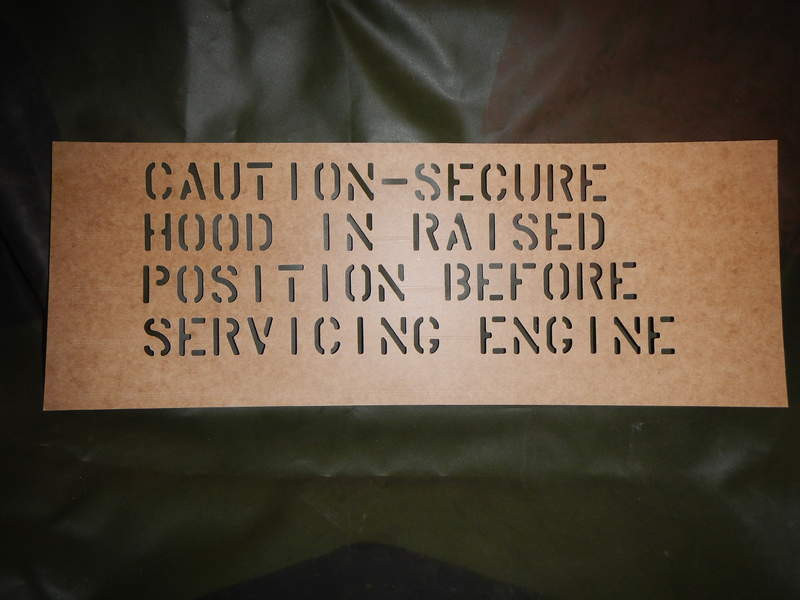 CAUTION-SECURE
HOOD IN RAISED
POSITION BEFORE
SERVICING ENGINE